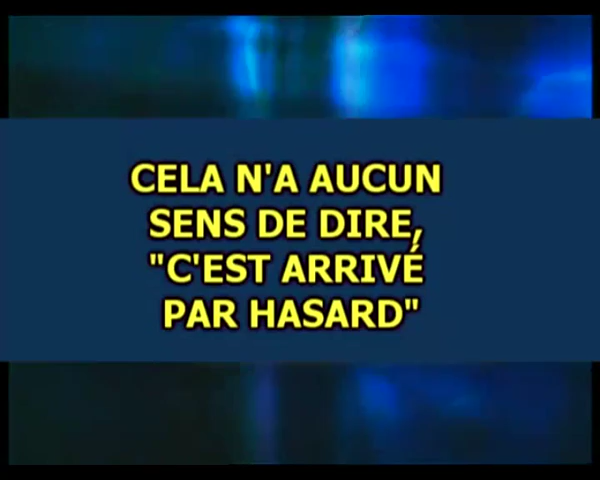 CELA N'A AUCUN
SENS DE DIRE,
"C'EST ARRIVÉ
PAR HASARD"